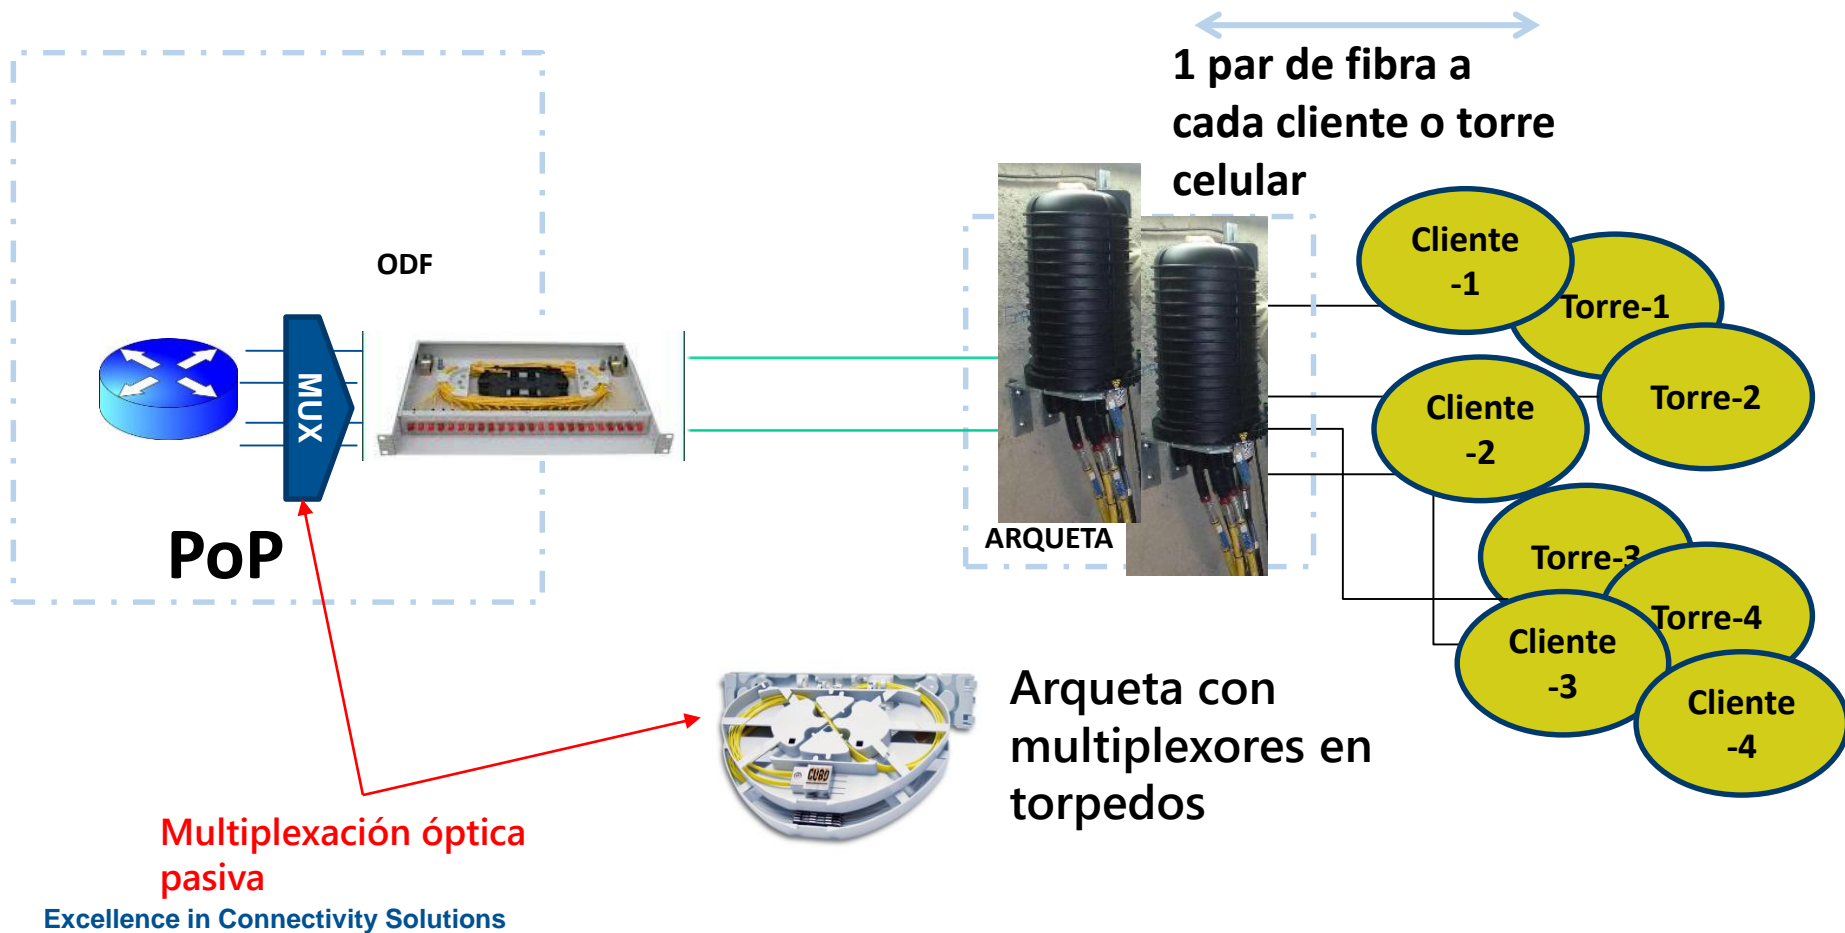 1 par de fibra a
cada cliente o torre
celular
ODF
MUX
PoP
ARQUETA
Cliente
-1
Torre-1
Torre-2
Cliente
-2
Torre-3
Torre-4
Cliente
-3
Cliente
-4
CUBO
Arqueta con
multiplexores en
torpedos
Multiplexación óptica
pasiva
Excellence in Connectivity Solutions